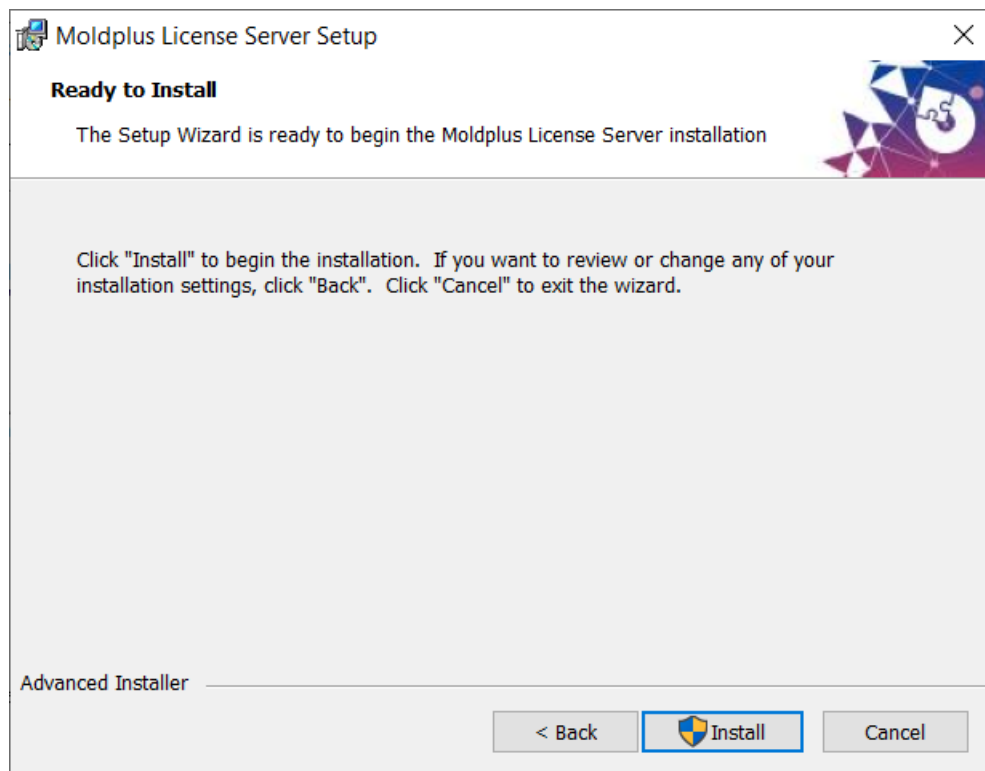 Moldplus License Server Setup
Ready to Install
The Setup Wizard is ready to begin the Moldplus License Server installation
Click "Install" to begin the installation.  If you want to review or change any of your
installation settings, click "Back".  Click "Cancel" to exit the wizard.
Advanced Installer
< Back
Install
Cancel